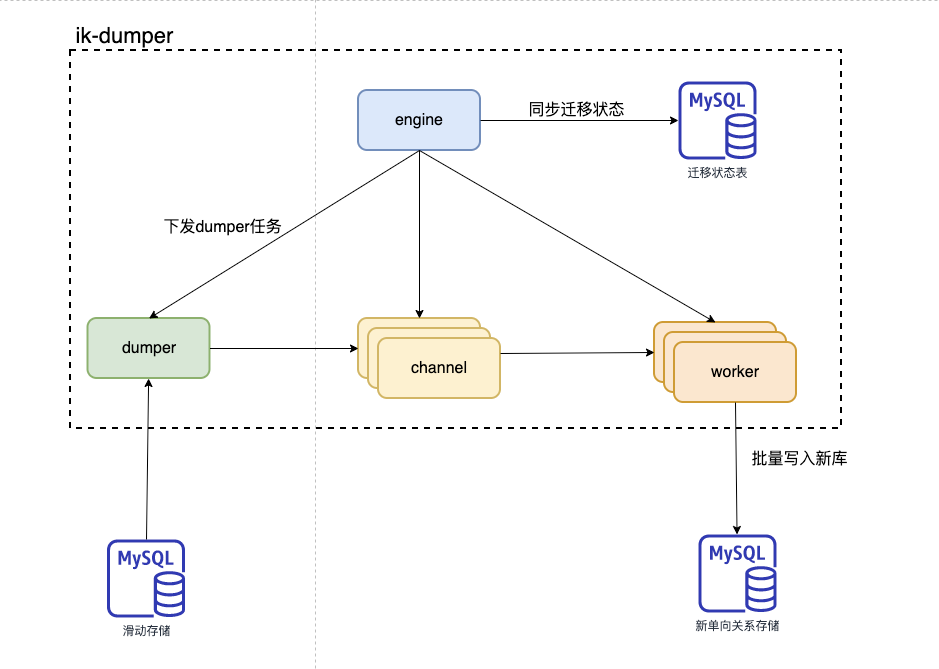 ik-dumper
engine
同步迁移状态
MySQL
迁移状态表
下发dumper任务
dumper
channel
worker
批量写入新库
MySQL
滑动存储
MySQL
新单向关系存储